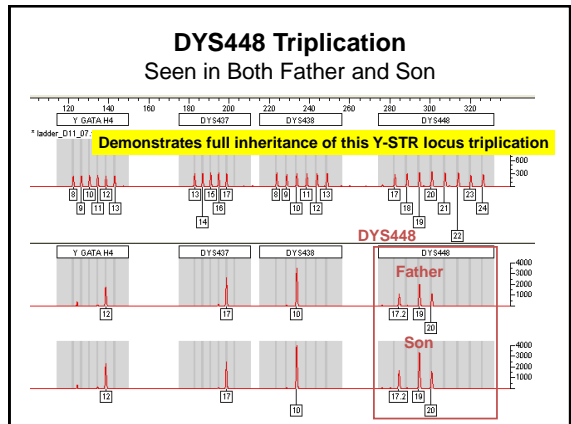 DYS448 Triplication
Seen in Both Father and Son
120 140 160 180 200 220 240 260 280 300 320
Y GATA H4 DYS437 DYS438 DYS448
* ladder_D11_07.
Demonstrates full inheritance of this Y-STR locus triplication
600
300
8 10 12 13 15 17 8 10 12 17 20 23
9 11 13 16 9 11 13 18 21 24
14 19 22
DYS448
Y GATA H4 DYS437 DYS438 DYS448
Father
4000
3000
2000
1000
12 17 10 17.2 19
20
Son
4000
3000
2000
1000
12 17 17.2 19
10 20